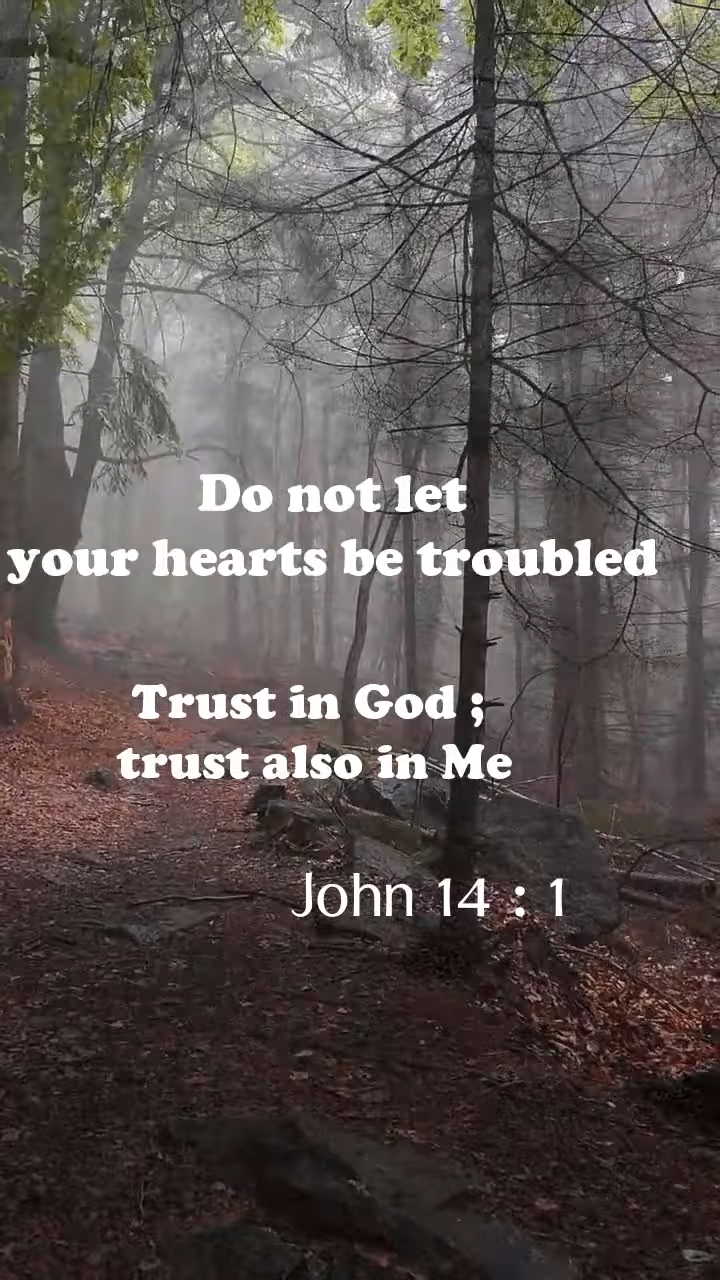 Do not let
your hearts be troubled
Trust in God ;
trust also in Me
John 14 : 1